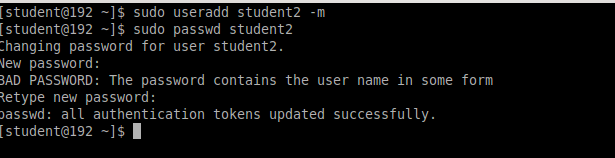 [student@192 ~]$ sudo useradd student2 -m
[student@192 ~]$ sudo passwd student2
Changing password for user student2.
New password:
BAD PASSWORD: The password contains the user name in some form
Retype new password:
passwd: all authentication tokens updated successfully.
[student@192 ~]$